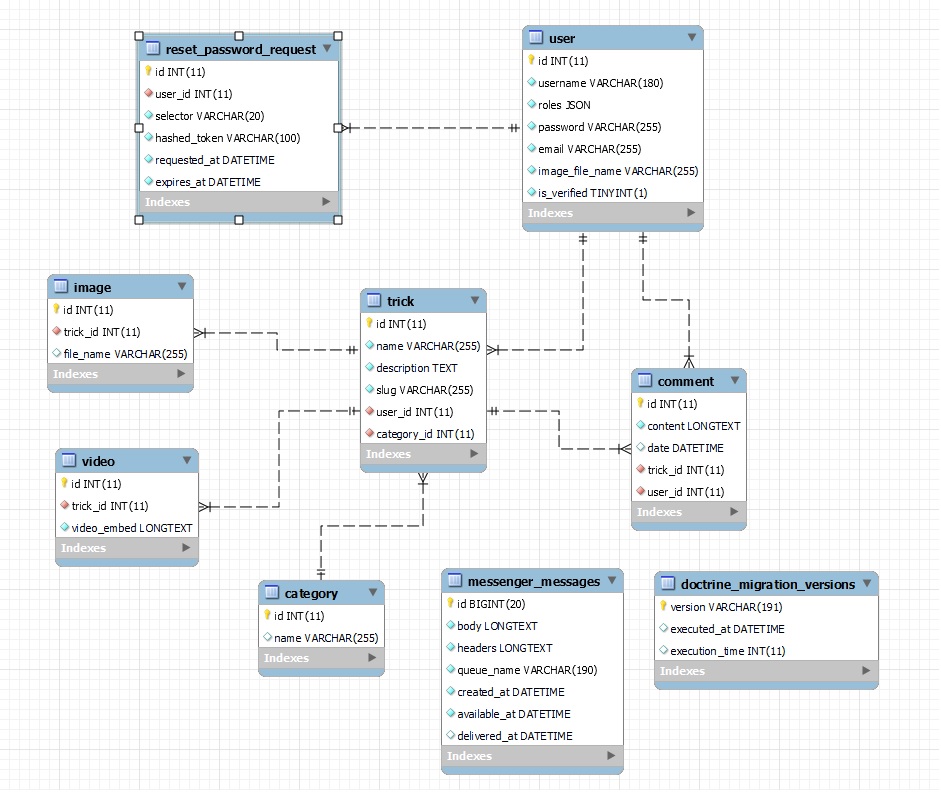 reset_password_request
id INT(11)
user_id INT(11)
selector VARCHAR(20)
hashed_token VARCHAR(100)
requested_at DATETIME
expires_at DATETIME
Indexes
user
id INT(11)
username VARCHAR(180)
roles JSON
password VARCHAR(255)
email VARCHAR(255)
image_file_name VARCHAR(255)
is_verified TINYINT(1)
Indexes
image
id INT(11)
trick_id INT(11)
file_name VARCHAR(255)
Indexes
trick
id INT(11)
name VARCHAR(255)
description TEXT
slug VARCHAR(255)
user_id INT(11)
category_id INT(11)
Indexes
comment
id INT(11)
content LONGTEXT
date DATETIME
trick_id INT(11)
user_id INT(11)
Indexes
video
id INT(11)
trick_id INT(11)
video_embed LONGTEXT
Indexes
category
id INT(11)
name VARCHAR(255)
Indexes
messenger_messages
id BIGINT(20)
body LONGTEXT
headers LONGTEXT
queue_name VARCHAR(190)
created_at DATETIME
available_at DATETIME
delivered_at DATETIME
Indexes
doctrine_migration_versions
version VARCHAR(191)
executed_at DATETIME
execution_time INT(11)
Indexes